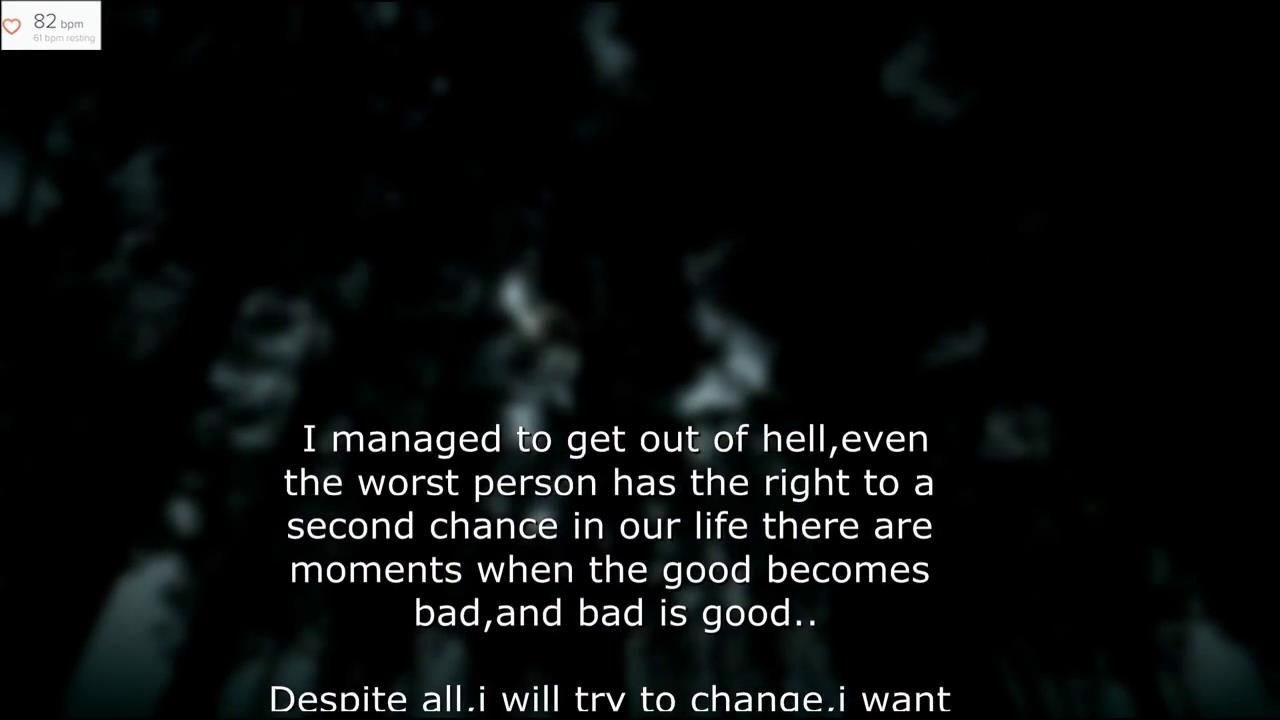 82 bpm
61 bpm resting
I managed to get out of hell,even
the worst person has the right to a
second chance in our life there are
moments when the good becomes
bad,and bad is good..
Despite all,i will try to change,i want